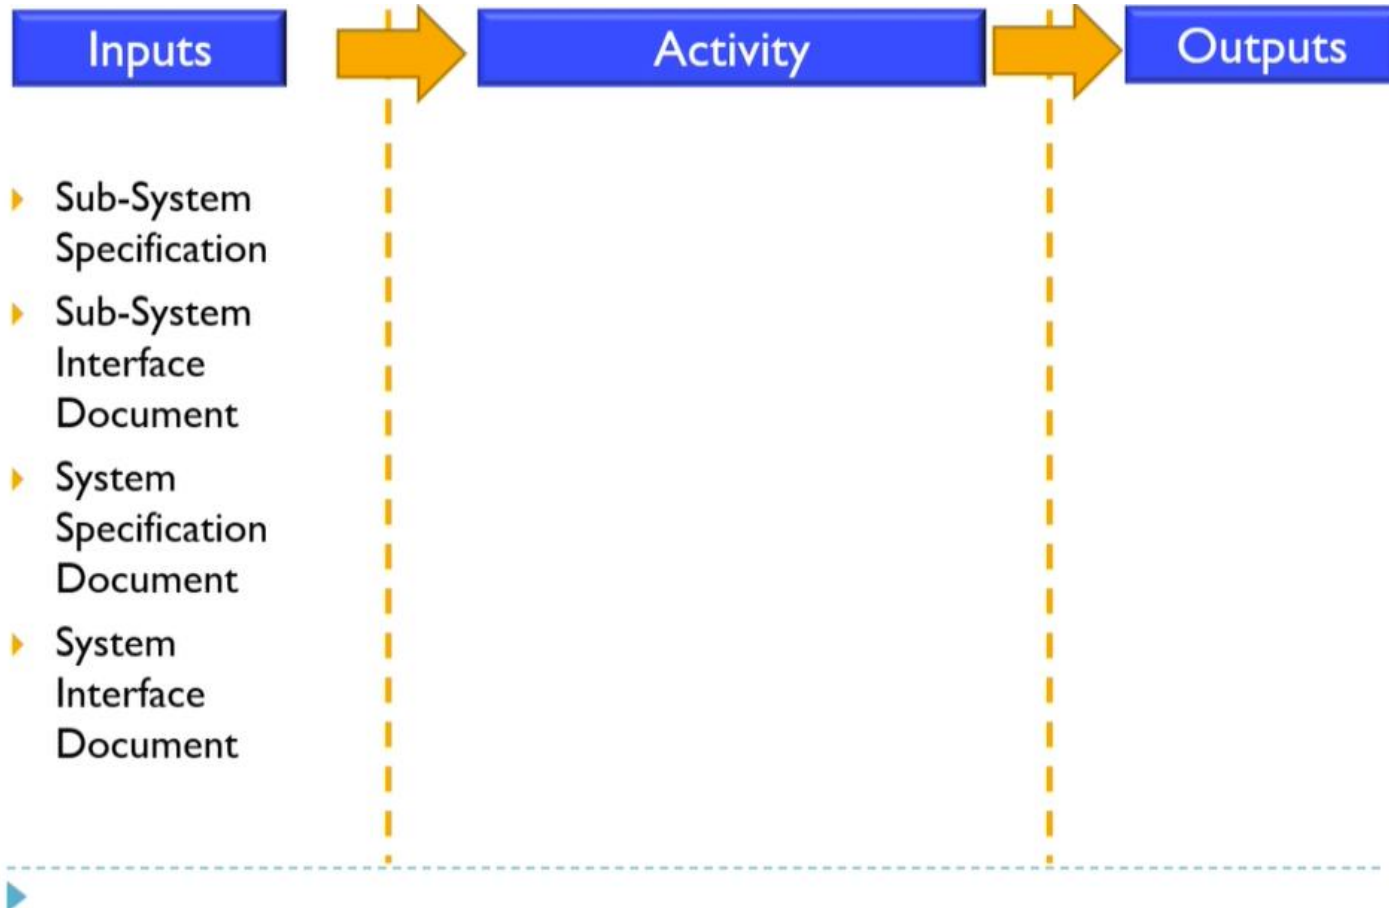 Inputs
Activity
Outputs
Sub-System
Specification
Sub-System
Interface
Document
System
Specification
Document
System
Interface
Document